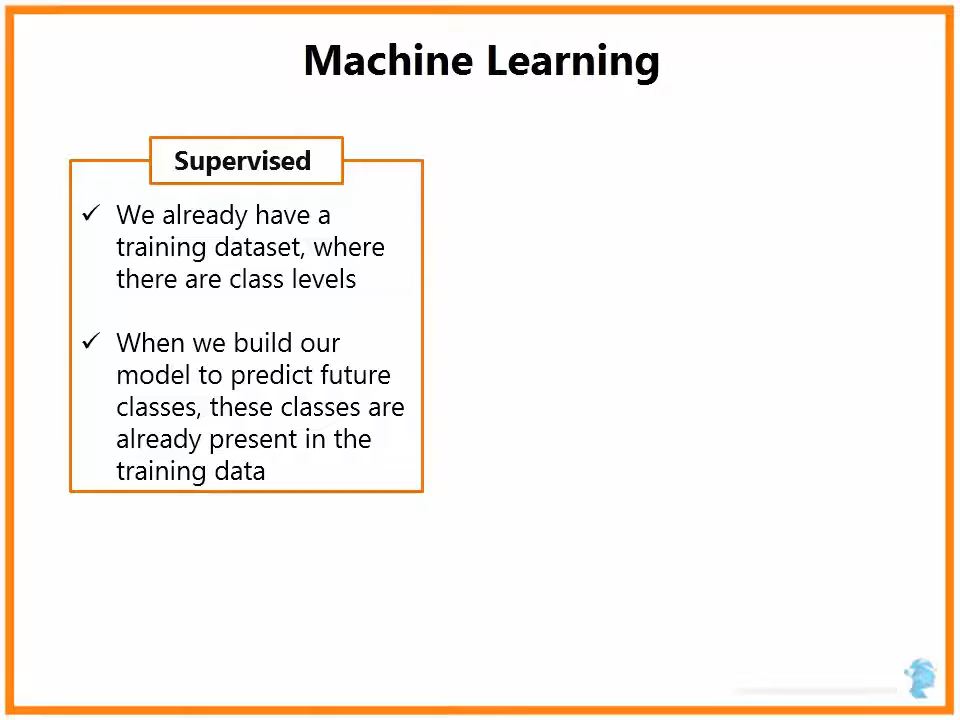 Machine Learning
Supervised
✓ We already have a
training dataset, where
there are class levels
✓ When we build our
model to predict future
classes, these classes are
already present in the
training data